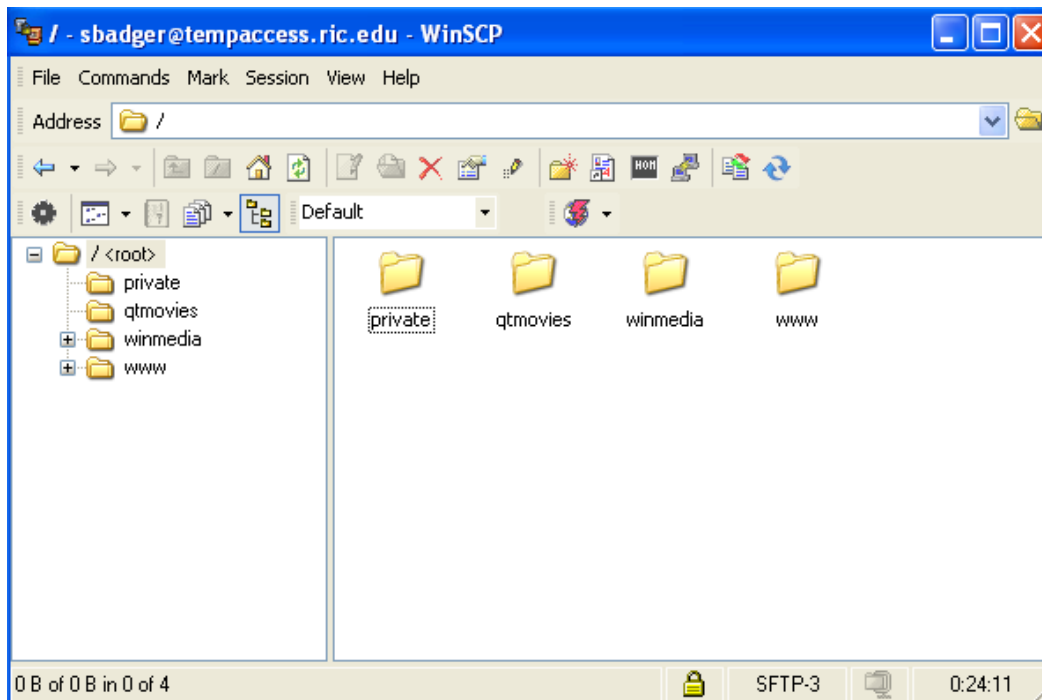 / - sbadger@tempaccess.ric.edu - WinSCP
File Commands Mark Session View Help
Address /
Default
/ <root>
private
qtmovies
winmedia
www
private qtmovies winmedia www
0 B of 0 B in 0 of 4 SFTP-3 0:24:11